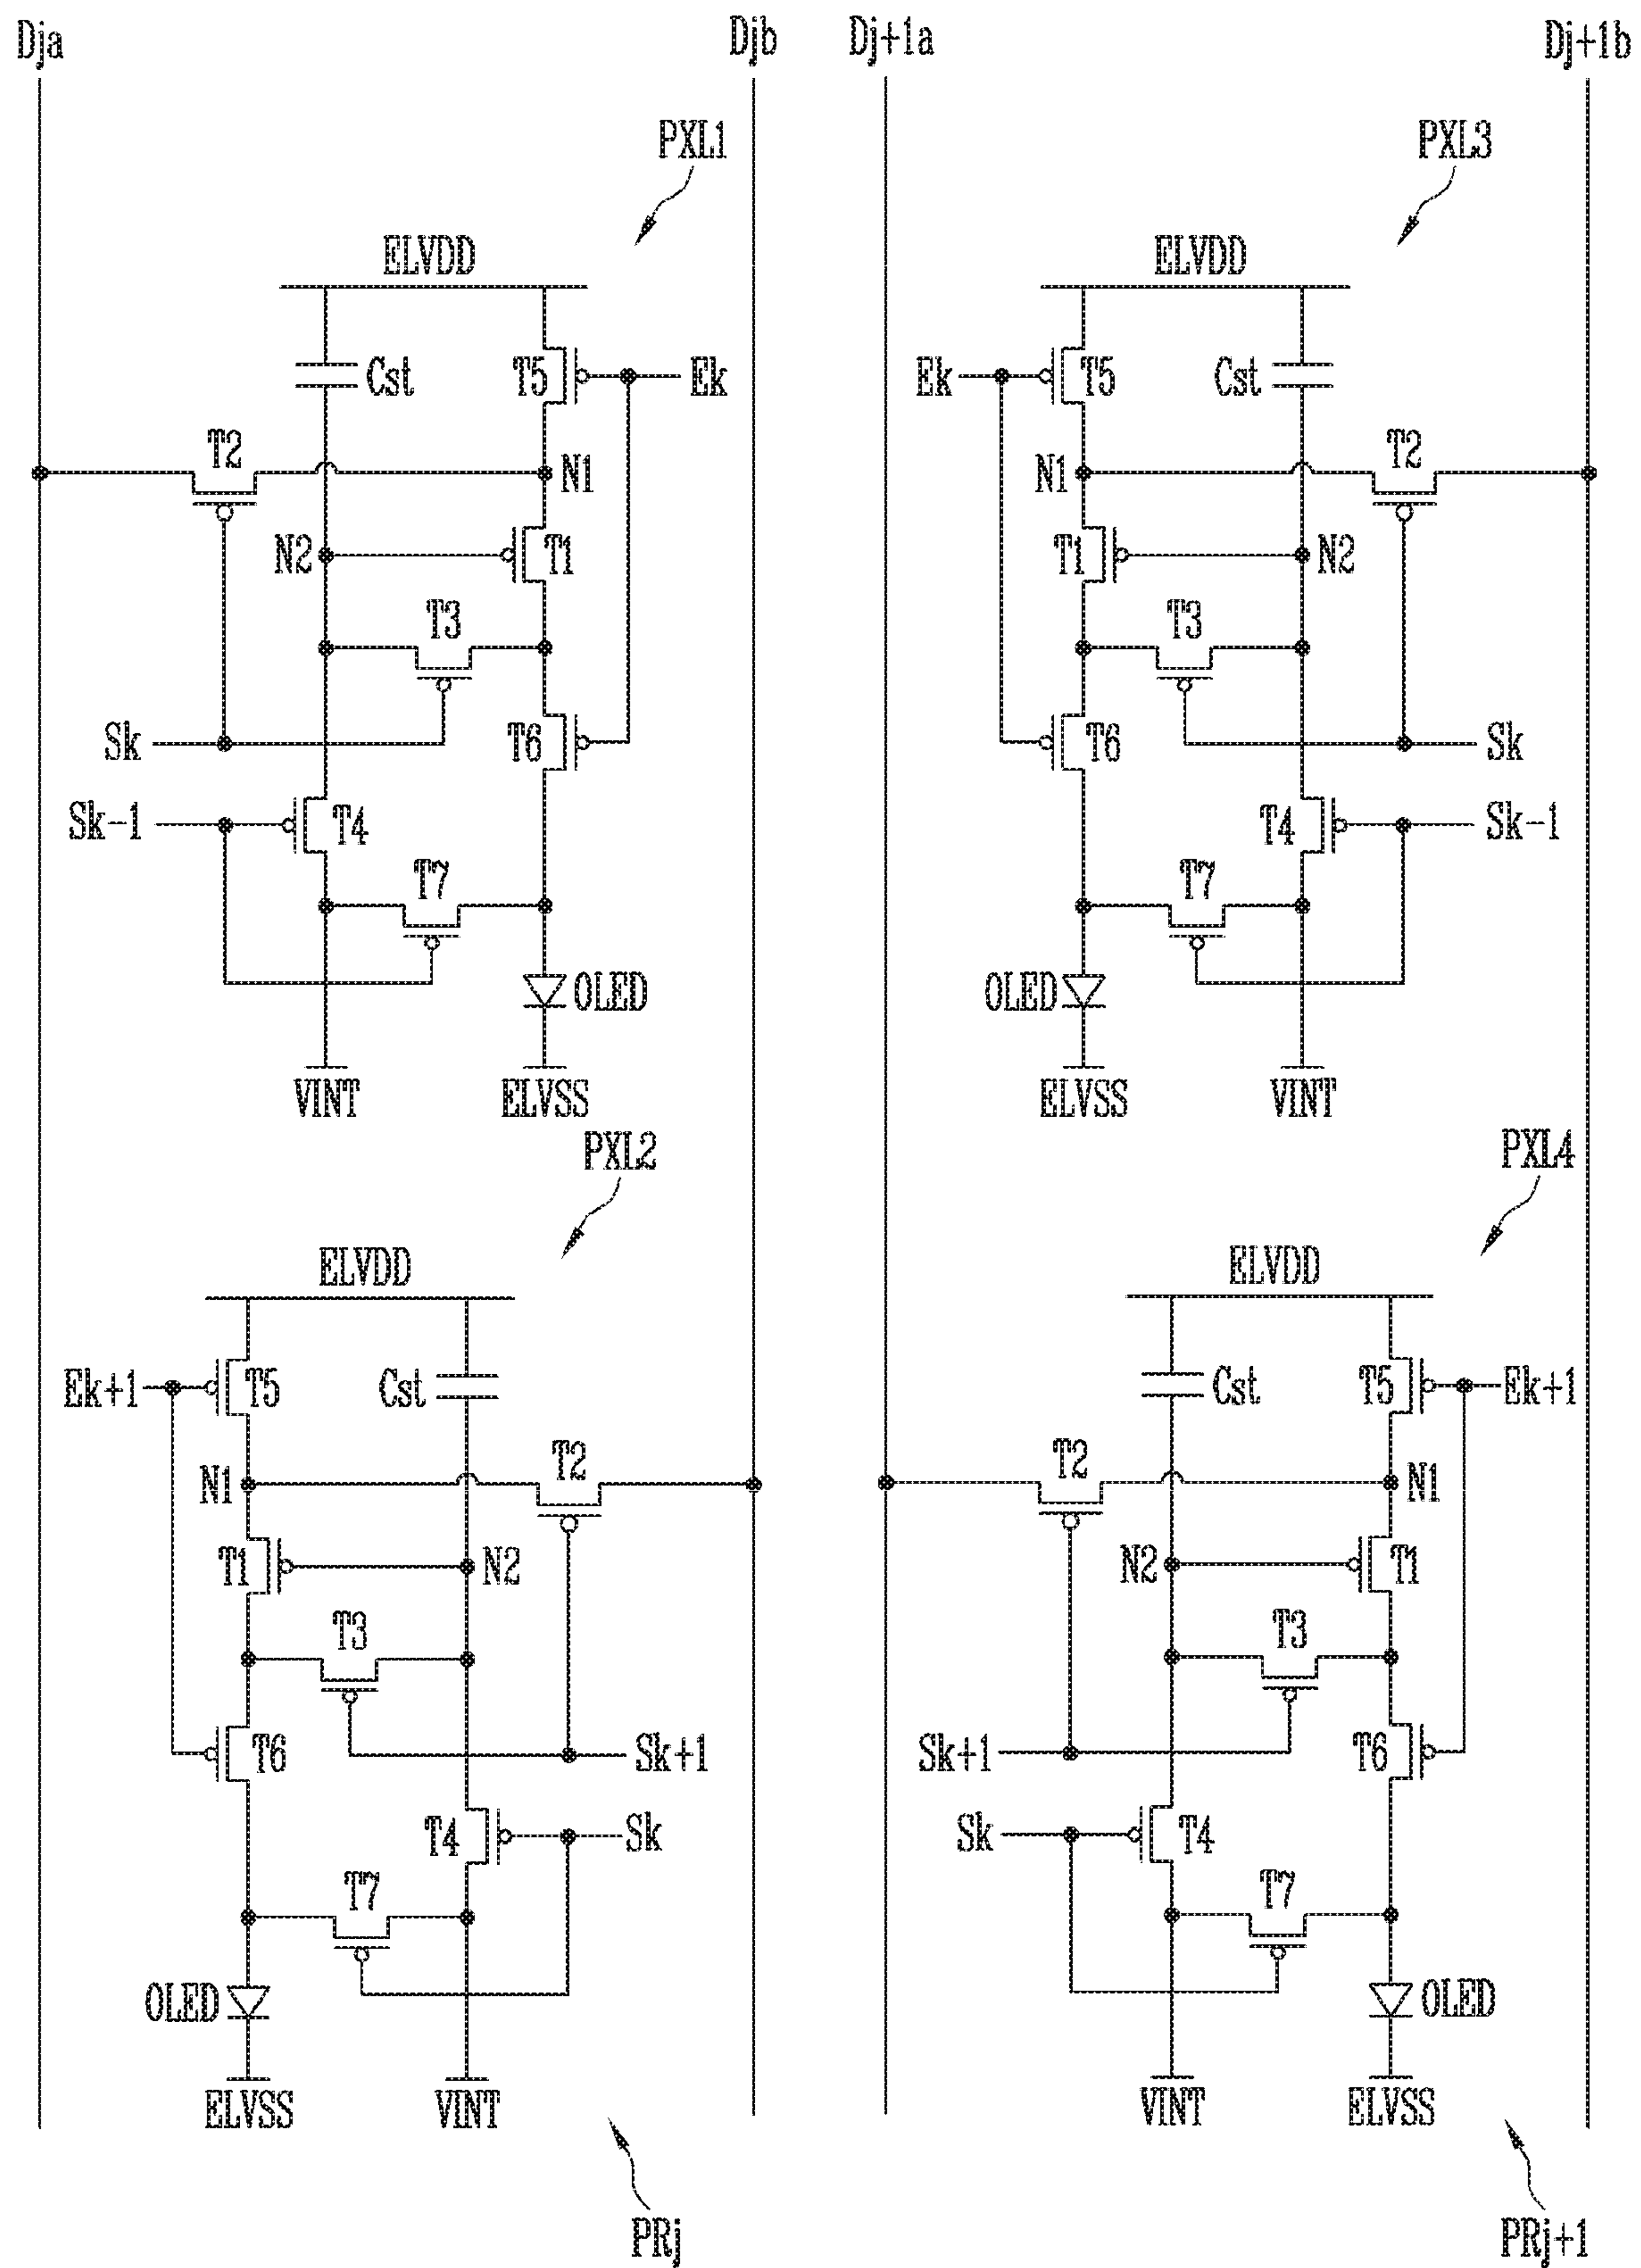 Dja
Djb
Dj+1a
Dj+1b
PXL1
PXL3
ELVDD
ELVDD
Cst
T5
Ek
Ek
T5
Cst
T2
N1
N1
T2
N2
T1
T1
N2
T3
T3
Sk
T6
T6
Sk
Sk-1
T4
T4
Sk-1
T7
T7
OLED
OLED
VINT
ELVSS
ELVSS
VINT
PXL2
PXL4
ELVDD
ELVDD
Ek+1
T5
Cst
Cst
T5
Ek+1
T2
T2
N1
N1
T1
N2
N2
T1
T3
T3
T6
Sk+1
Sk+1
T6
T4
Sk
Sk
T4
T7
T7
OLED
OLED
ELVSS
VINT
VINT
ELVSS
PRj
PRj+1